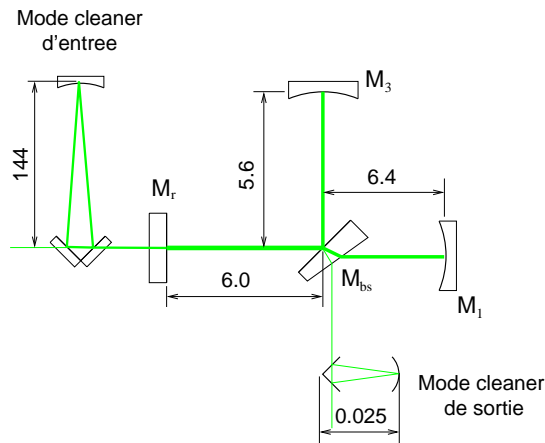 Mode cleaner
d'entree
M3
144
5.6
6.4
Mr
6.0
Mbs
M1
Mode cleaner
de sortie
0.025